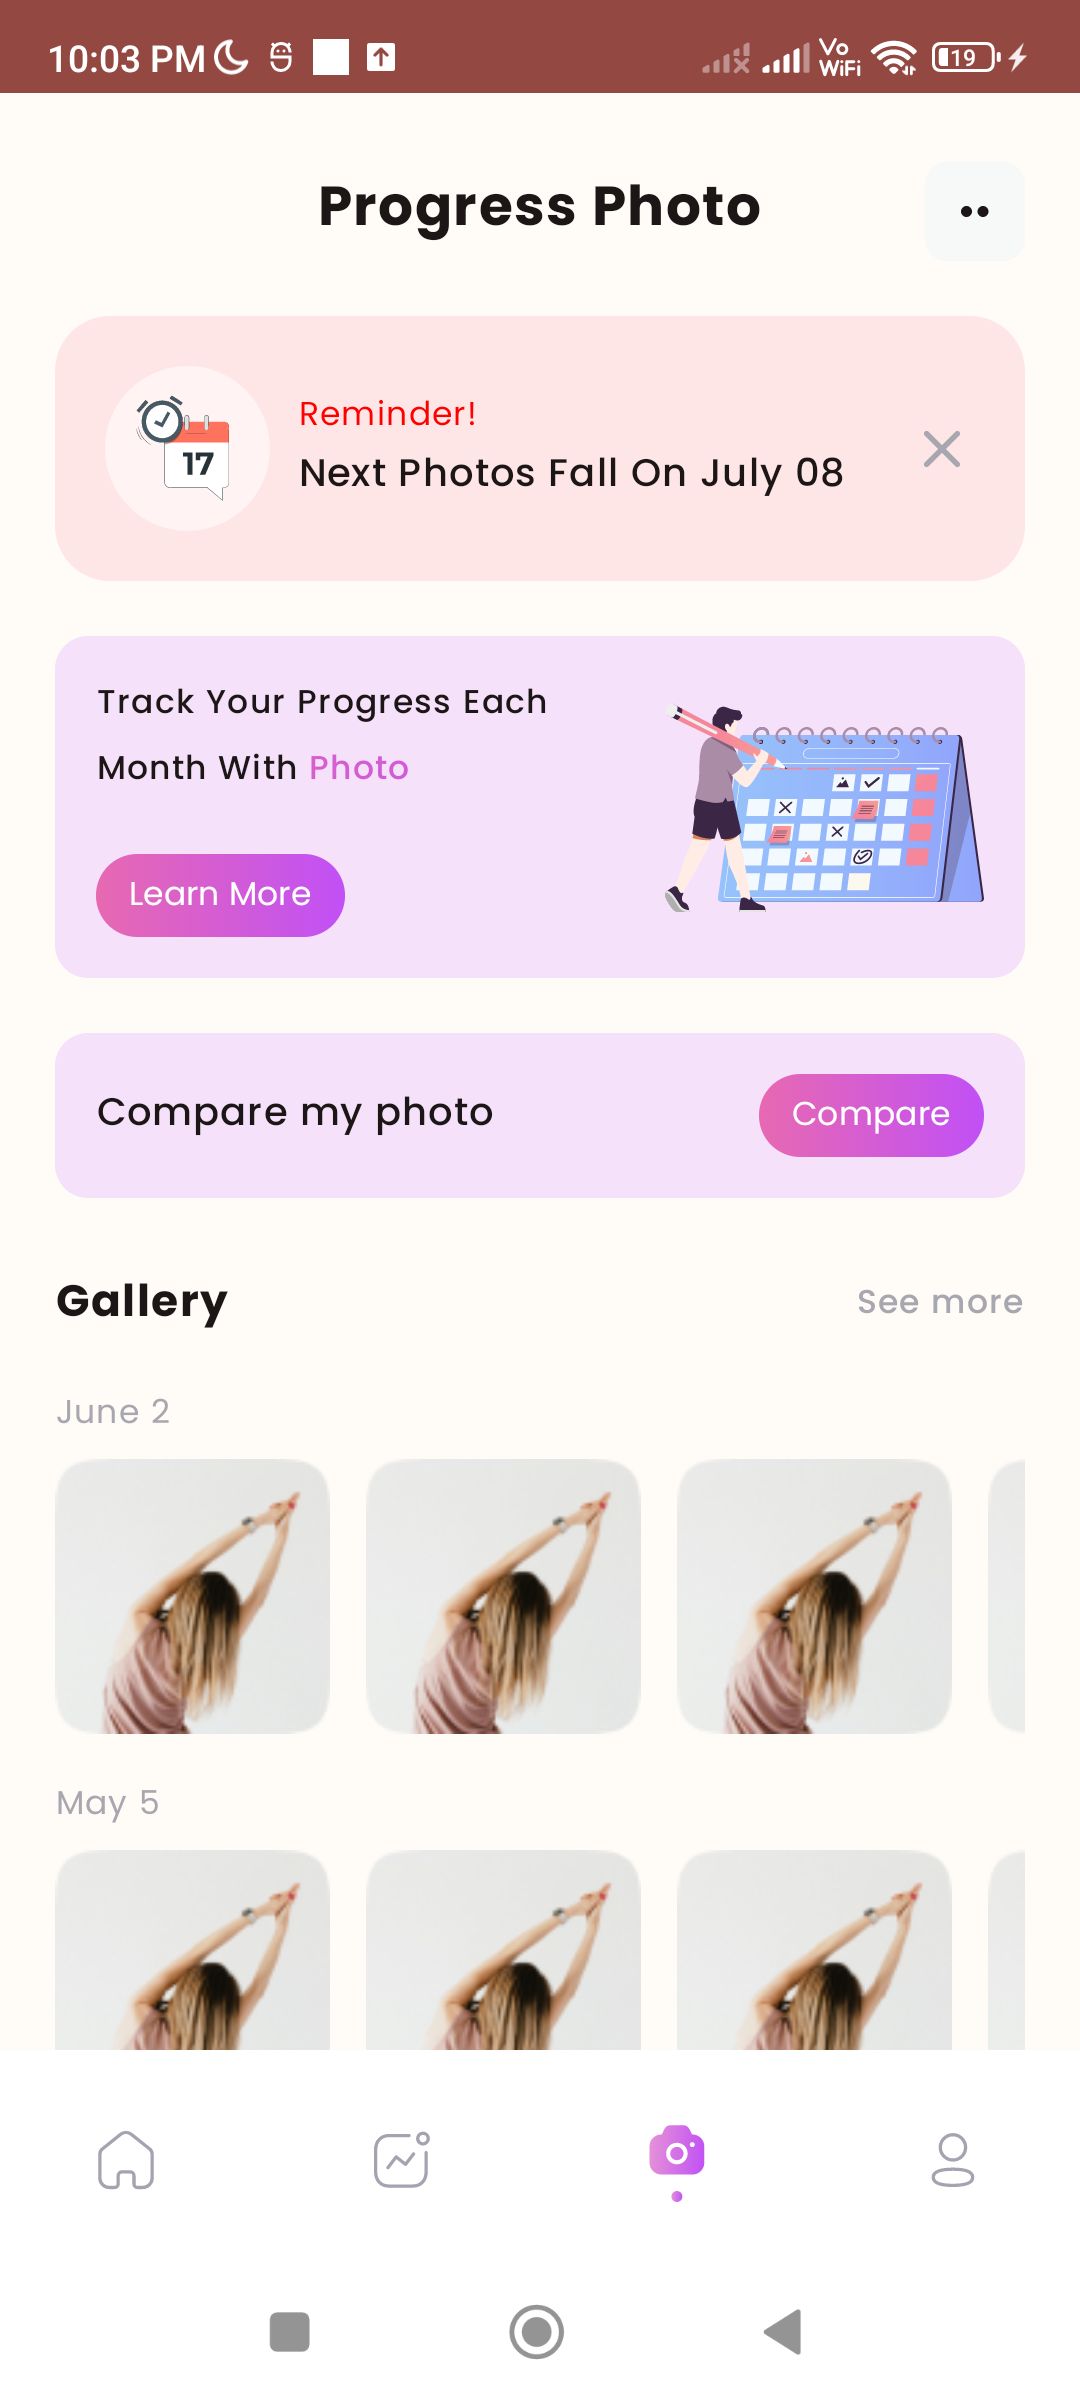 10:03 PM
Vo
WiFi
19
Progress Photo
17
Reminder!
Next Photos Fall On July 08
Track Your Progress Each
Month With Photo
Learn More
Compare my photo
Compare
Gallery
See more
June 2
May 5